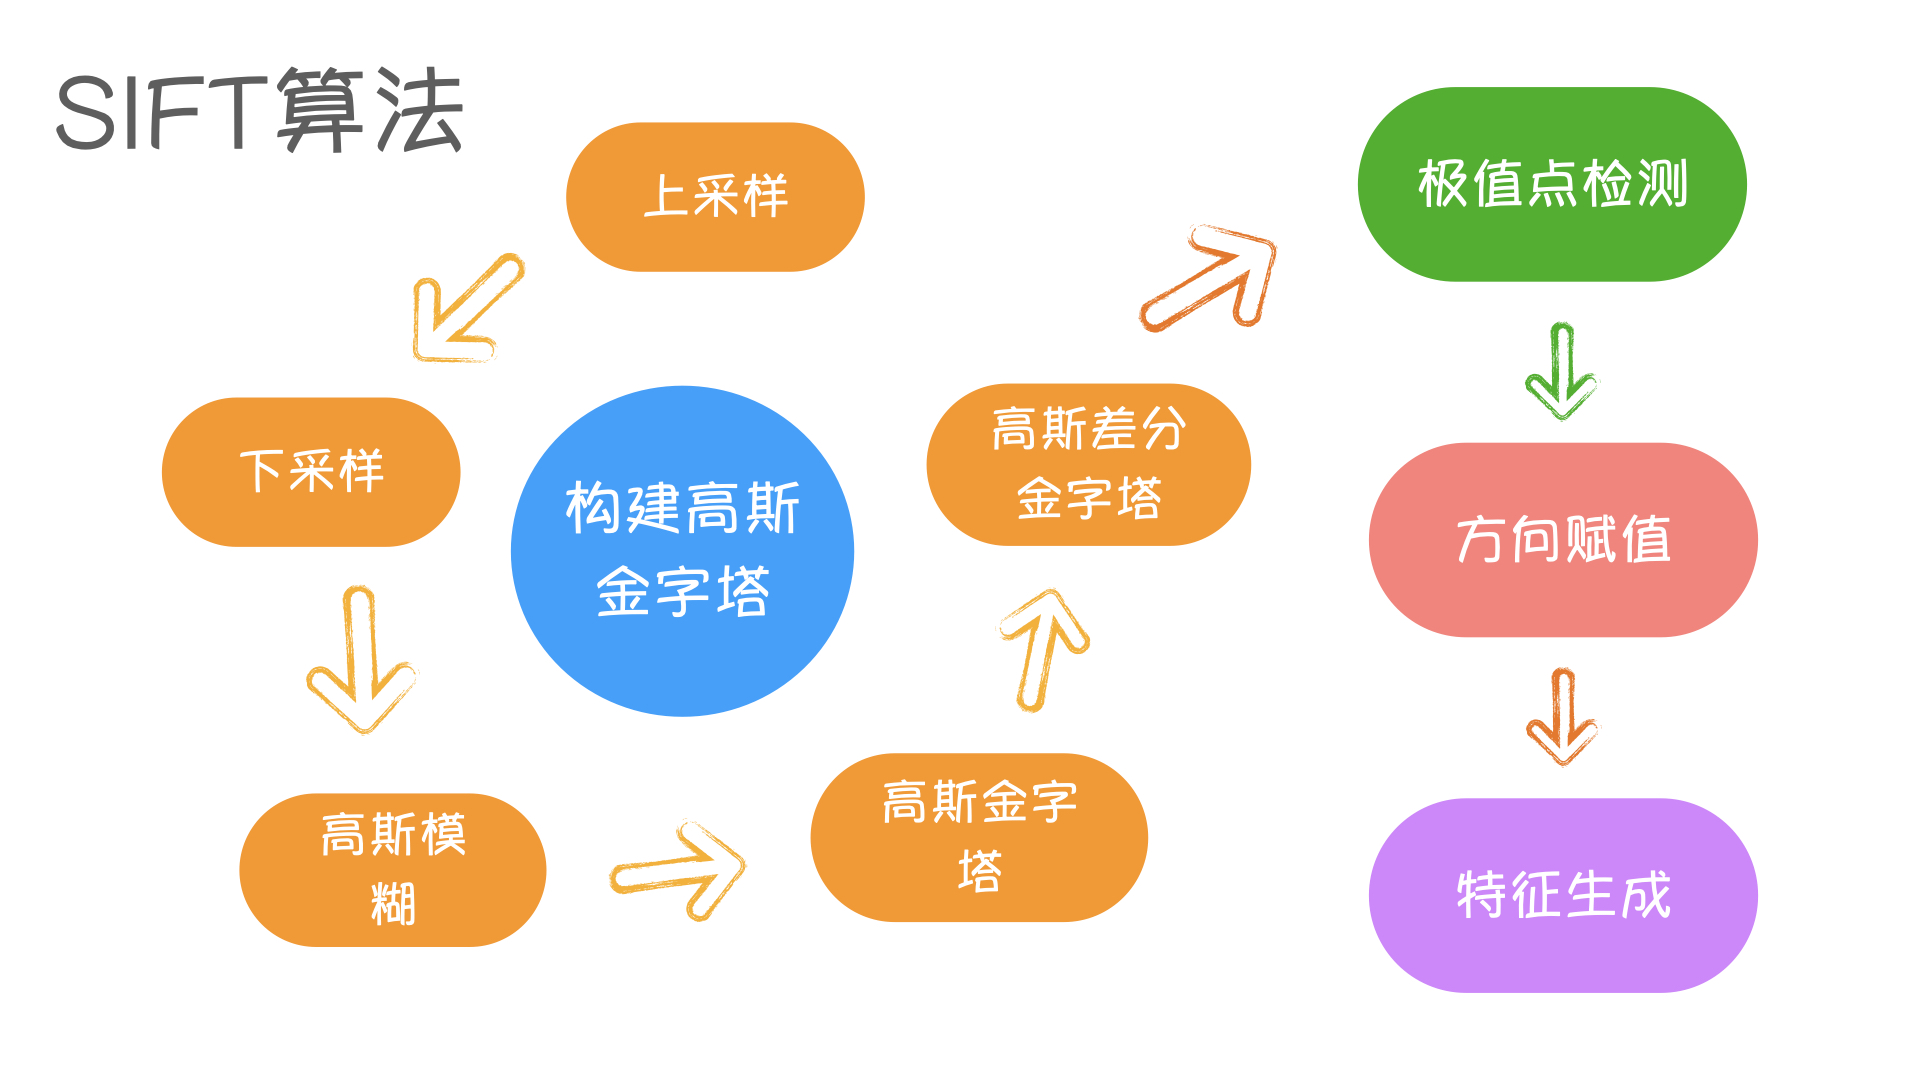 SIFT算法
上采样
下采样
高斯模
糊
高斯金字
塔
高斯差分
金字塔
构建高斯
金字塔
极值点检测
方向赋值
特征生成